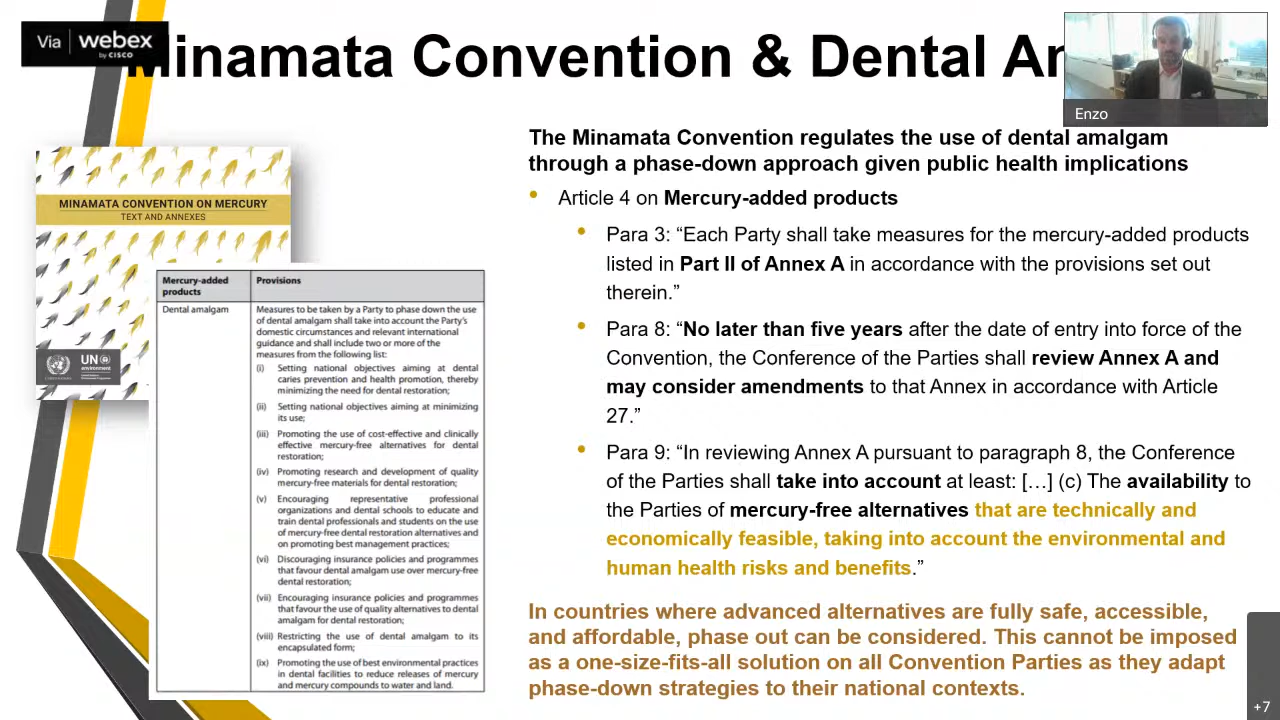 Via webex
by CISCO
Minamata Convention & Dental Am
Enzo
MINAMATA CONVENTION ON MERCURY
TEXT AND ANNEXES
UN
environment
Mercury-added products
Provisions
Dental amalgam
Measures to be taken by a Party to phase down the use
of dental amalgam shall take into account the Party's
domestic circumstances and relevant international
guidance and shall include two or more of the
measures from the following list:
(i) Setting national objectives aiming at dental
caries prevention and health promotion, thereby
minimizing the need for dental restoration;
(ii) Setting national objectives aiming at minimizing
its use;
(iii) Promoting the use of cost-effective and clinically
effective mercury-free alternatives for dental
restoration;
(iv) Promoting research and development of quality
mercury-free materials for dental restoration;
(v) Encouraging representative professional
organizations and dental schools to educate and
train dental professionals and students on the use
of mercury-free dental restoration alternatives and
on promoting best management practices;
(vi) Discouraging insurance policies and programmes
that favour dental amalgam use over mercury-free
dental restoration;
(vii) Encouraging insurance policies and programmes
that favour the use of quality alternatives to dental
amalgam for dental restoration;
(viii) Restricting the use of dental amalgam to its
encapsulated form;
(ix) Promoting the use of best environmental practices
in dental facilities to reduce releases of mercury
and mercury compounds to water and land.
The Minamata Convention regulates the use of dental amalgam
through a phase-down approach given public health implications
• Article 4 on Mercury-added products
• Para 3: “Each Party shall take measures for the mercury-added products
listed in Part II of Annex A in accordance with the provisions set out
therein.”
• Para 8: “No later than five years after the date of entry into force of the
Convention, the Conference of the Parties shall review Annex A and
may consider amendments to that Annex in accordance with Article
27.”
• Para 9: “In reviewing Annex A pursuant to paragraph 8, the Conference
of the Parties shall take into account at least: […] (c) The availability to
the Parties of mercury-free alternatives that are technically and
economically feasible, taking into account the environmental and
human health risks and benefits.”
In countries where advanced alternatives are fully safe, accessible,
and affordable, phase out can be considered. This cannot be imposed
as a one-size-fits-all solution on all Convention Parties as they adapt
phase-down strategies to their national contexts.
+7